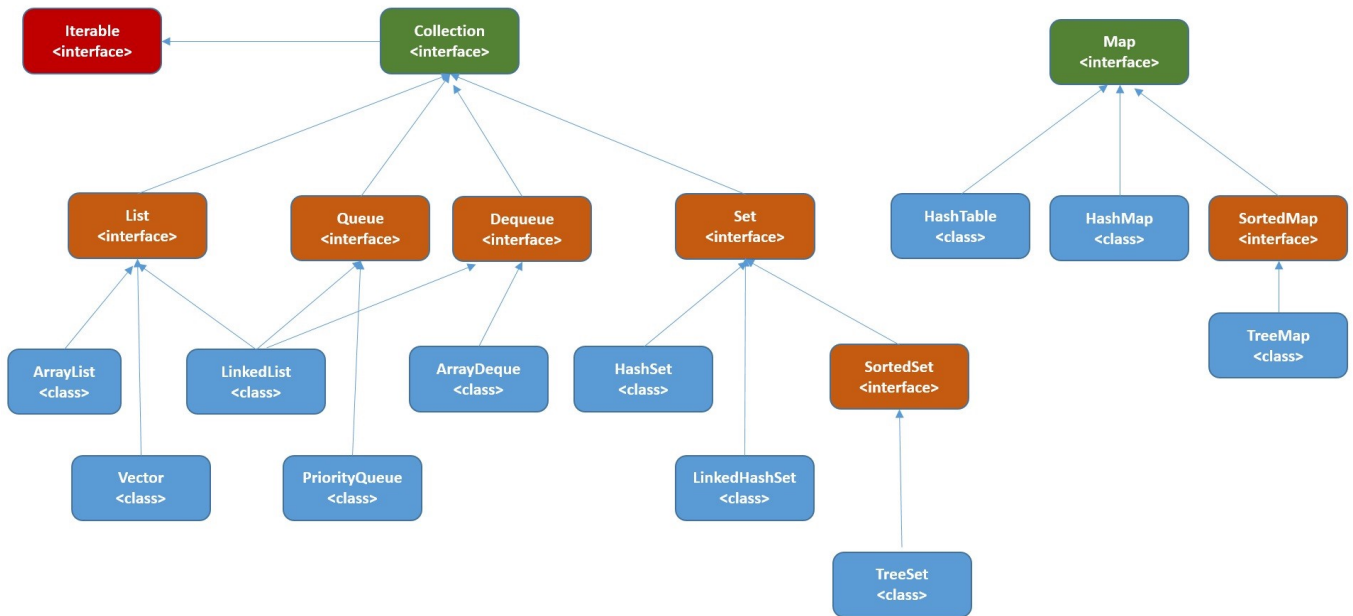 Iterable
<interface>
Collection
<interface>
Map
<interface>
List
<interface>
Queue
<interface>
Dequeue
<interface>
Set
<interface>
HashTable
<class>
HashMap
<class>
SortedMap
<interface>
ArrayList
<class>
LinkedList
<class>
ArrayDeque
<class>
HashSet
<class>
SortedSet
<interface>
TreeMap
<class>
Vector
<class>
PriorityQueue
<class>
LinkedHashSet
<class>
TreeSet
<class>